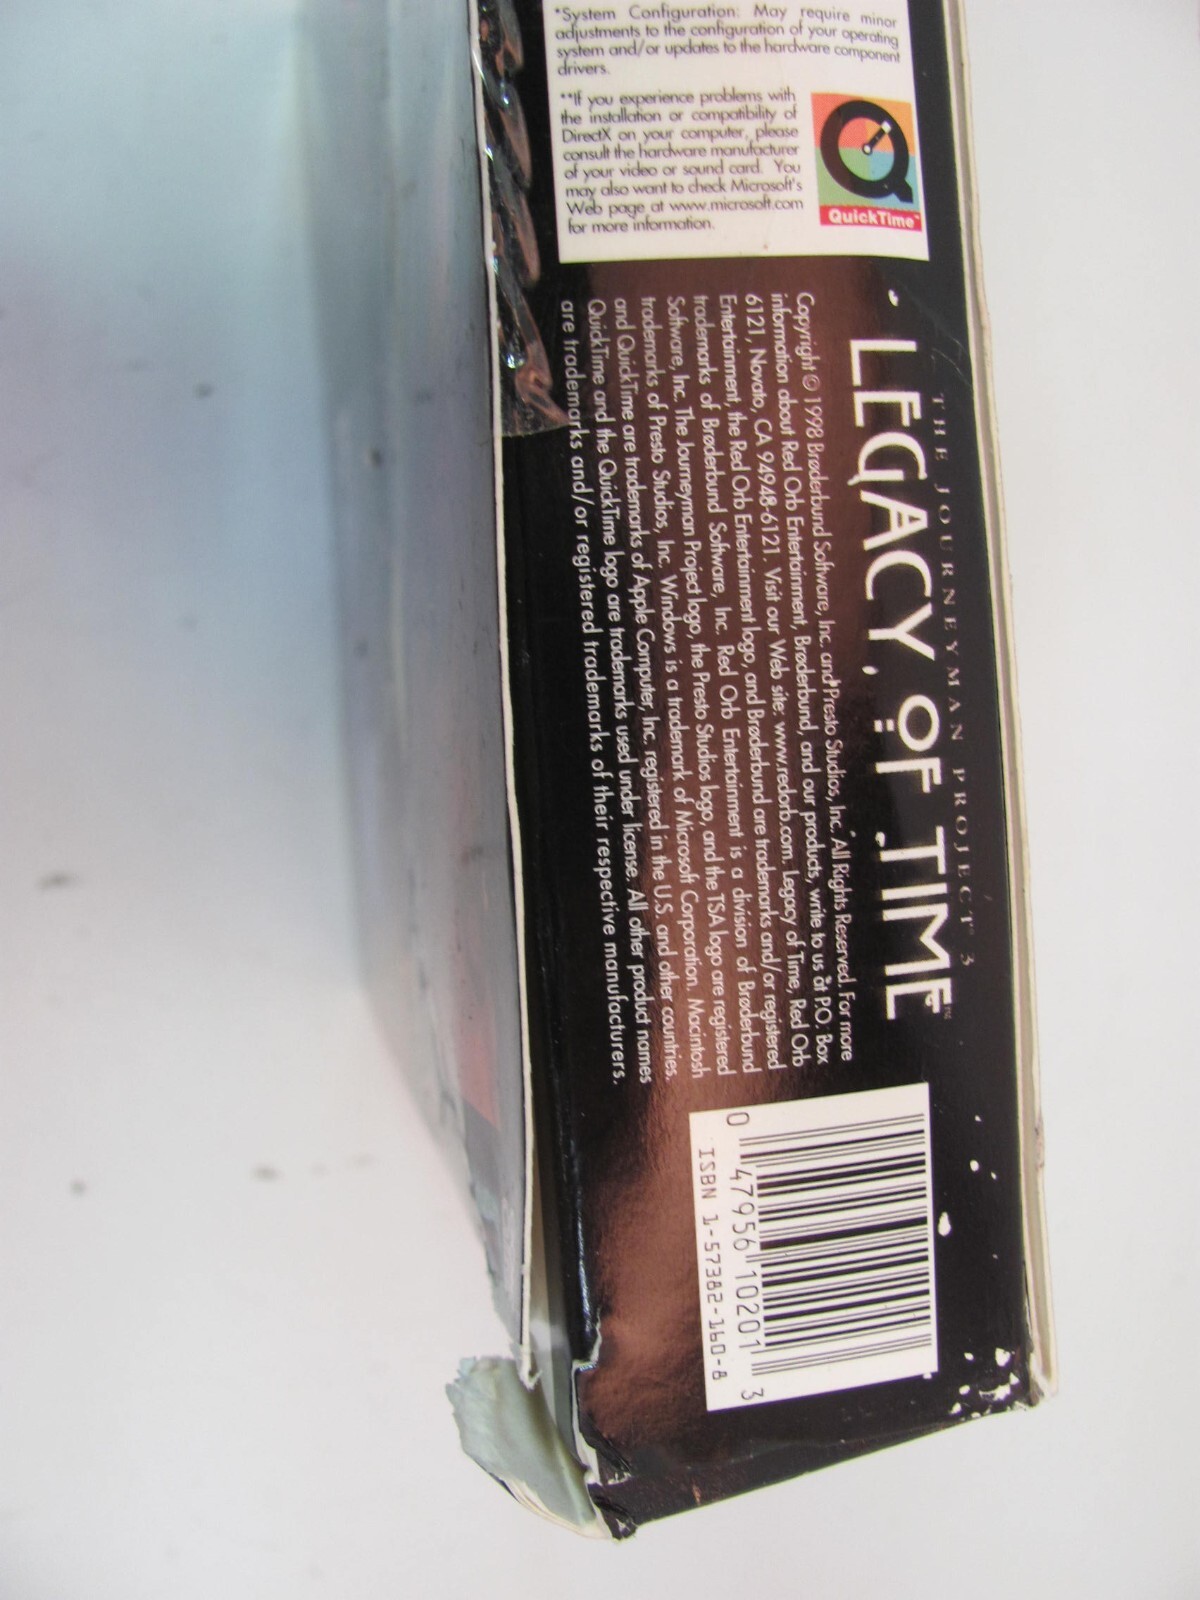 *System Configuration: May require minor
adjustments to the configuration of your operating
system and/or updates to the hardware component
drivers.
**If you experience problems with
the installation or compatibility of
DirectX on your computer, please
consult the hardware manufacturer
of your video or sound card. You
may also want to check Microsoft's
Web page at www.microsoft.com
for more information.
QuickTime™
THE JOURNEYMAN PROJECT® 3
LEGACY OF TIME™
Copyright © 1998 Brøderbund Software, Inc. and Presto Studios, Inc. All Rights Reserved. For more
information about Red Orb Entertainment, Brøderbund, and our products, write to us at P.O. Box
6121, Novato, CA 94948-6121. Visit our Web site: www.redorb.com. Legacy of Time, Red Orb
Entertainment, the Red Orb Entertainment logo, and Brøderbund are trademarks and/or registered
trademarks of Brøderbund Software, Inc. Red Orb Entertainment is a division of Brøderbund
Software, Inc. The Journeyman Project logo, the Presto Studios logo, and the TSA logo are registered
trademarks of Presto Studios, Inc. Windows is a trademark of Microsoft Corporation. Macintosh
and QuickTime are trademarks of Apple Computer, Inc. registered in the U.S. and other countries.
QuickTime and the QuickTime logo are trademarks used under license. All other product names
are trademarks and/or registered trademarks of their respective manufacturers.
0 47956 10201 3
ISBN 1-57382-160-8